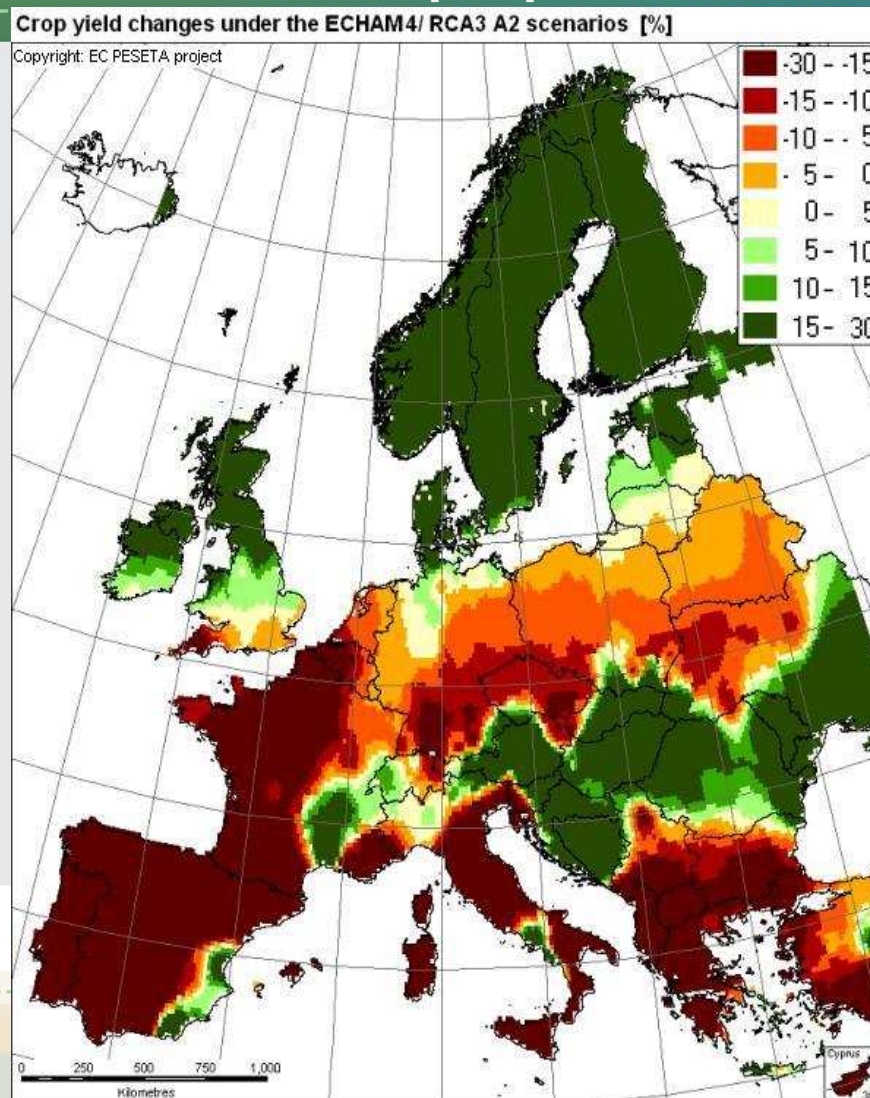 Crop yield changes under the ECHAM4/ RCA3 A2 scenarios [%]
Copyright: EC PESETA project
-30 - -15
-15 - -10
-10 - - 5
- 5 - 0
0 - 5
5 - 10
10 - 15
15 - 30
0 250 500 750 1,000
Kilometres
Cyprus